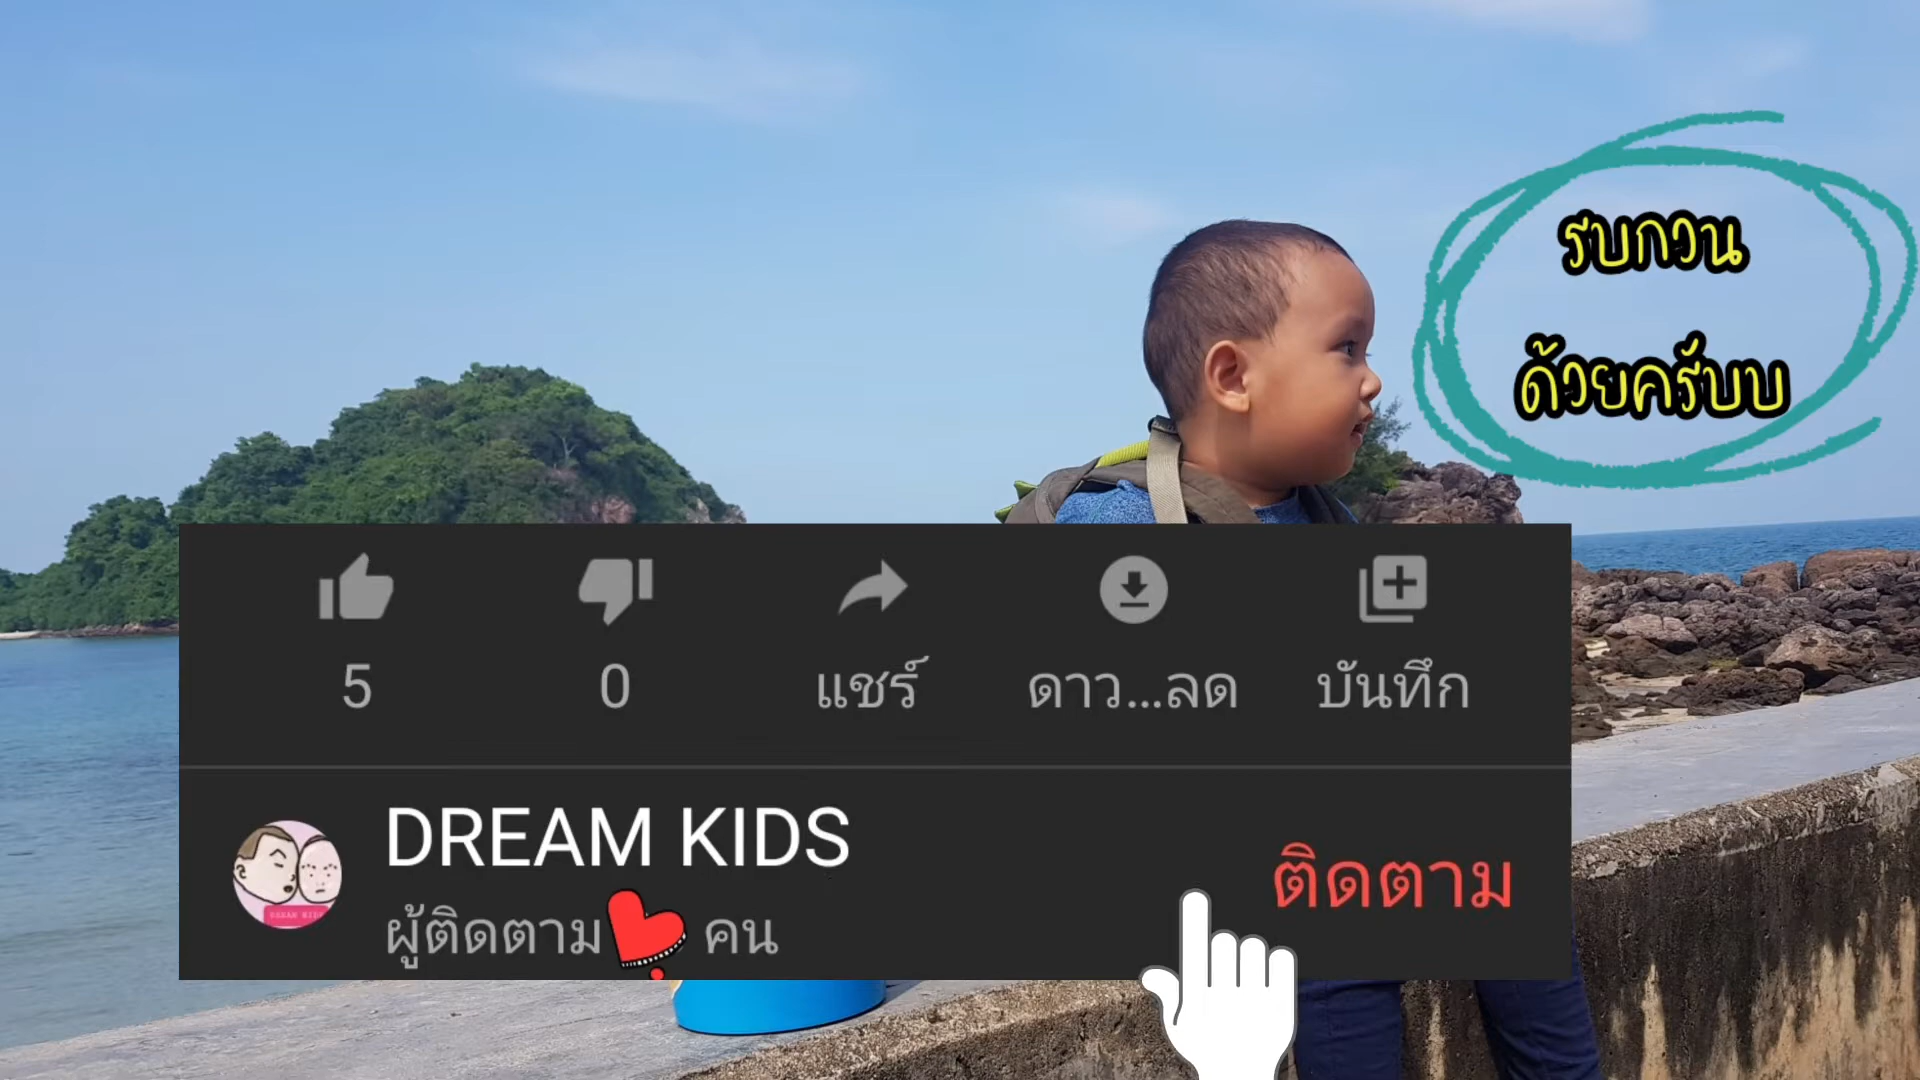 รบกวน
ด้วยครับบ
5
0
แชร์
ดาว...ลด
บันทึก
DREAM KIDS
ติดตาม
ผู้ติดตาม คน
DREAM KIDS